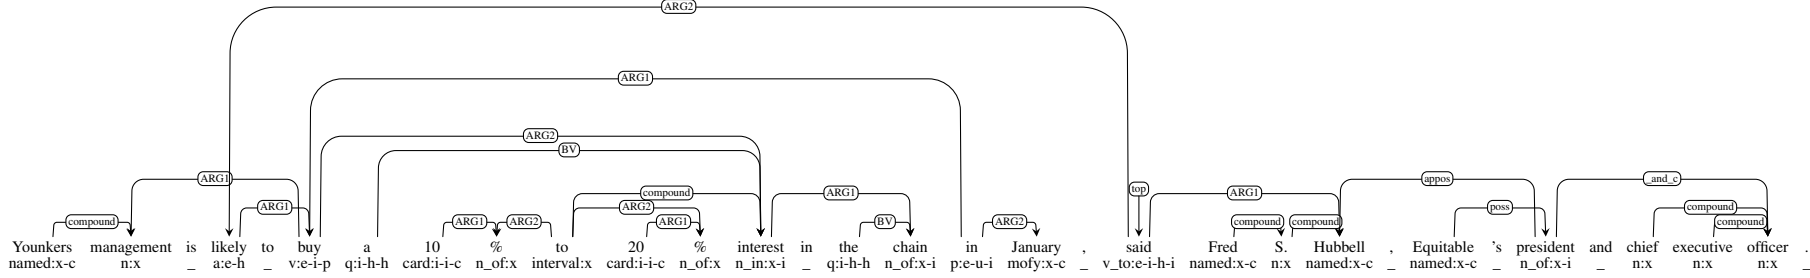 ARG2
ARG1
ARG2
BV
ARG1 appos _and_c
top
compound ARG1 ARG1
ARG1 ARG2 poss compound
compound ARG1 ARG2 ARG1 BV ARG2 compound compound compound
Younkers management is likely to buy a 10 % to 20 % interest in the chain in January , said Fred S. Hubbell , Equitable 's president and chief executive officer .
named:x-c n:x _ a:e-h _ v:e-i-p q:i-h-h card:i-i-c n_of:x interval:x card:i-i-c n_of:x n_in:x-i _ q:i-h-h n_of:x-i p:e-u-i mofy:x-c _ v_to:e-i-h-i named:x-c n:x named:x-c _ named:x-c _ n_of:x-i _ n:x n:x n:x _